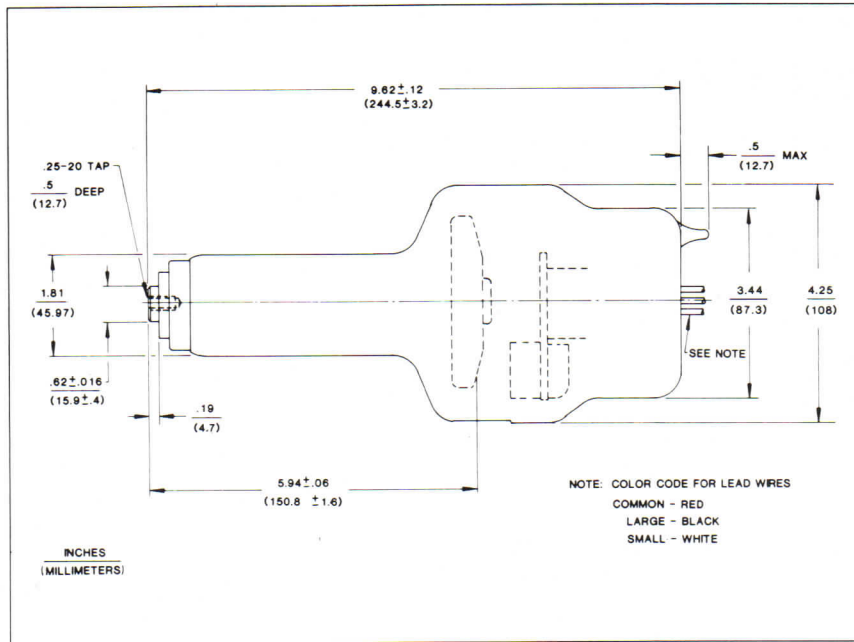 9.62±.12
(244.5±3.2)
.5
(12.7)
MAX
.25-20 TAP
.5
(12.7)
DEEP
1.81
(45.97)
3.44
(87.3)
4.25
(108)
SEE NOTE
.62±.016
(15.9±.4)
.19
(4.7)
5.94±.06
(150.8 ±1.6)
NOTE: COLOR CODE FOR LEAD WIRES
COMMON - RED
LARGE - BLACK
SMALL - WHITE
INCHES
(MILLIMETERS)